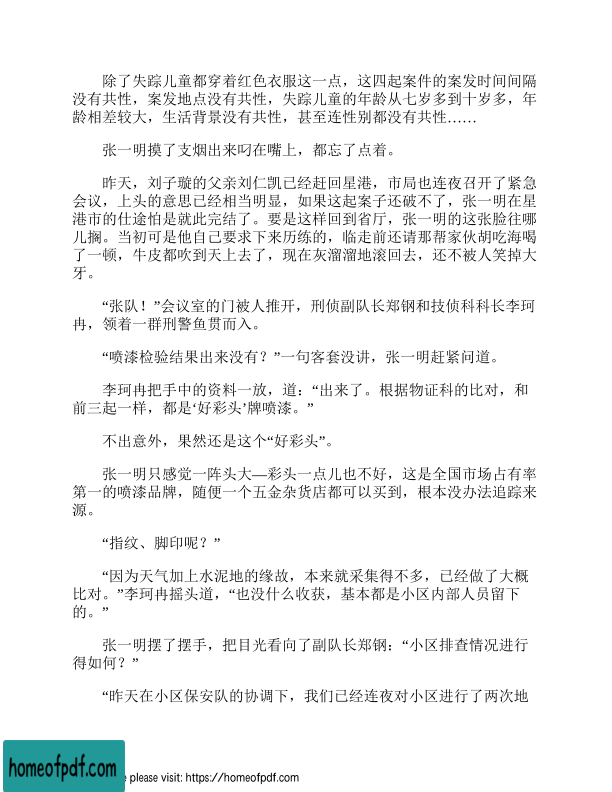 除了失踪儿童都穿着红色衣服这一点，这四起案件的案发时间间隔
没有共性，案发地点没有共性，失踪儿童的年龄从七岁多到十岁多，年
龄相差较大，生活背景没有共性，甚至连性别都没有共性……
张一明摸了支烟出来叼在嘴上，都忘了点着。
昨天，刘子璇的父亲刘仁凯已经赶回星港，市局也连夜召开了紧急
会议，上头的意思已经相当明显，如果这起案子还破不了，张一明在星
港市的仕途怕是就此完结了。要是这样回到省厅，张一明的这张脸往哪
儿搁。当初可是他自己要求下来历练的，临走前还请那帮家伙胡吃海喝
了一顿，牛皮都吹到天上去了，现在灰溜溜地滚回去，还不被人笑掉大
牙。
“张队！”会议室的门被人推开，刑侦副队长郑钢和技侦科科长李珂
冉，领着一群刑警鱼贯而入。
“喷漆检验结果出来没有？”一句客套没讲，张一明赶紧问道。
李珂冉把手中的资料一放，道：“出来了。根据物证科的比对，和
前三起一样，都是‘好彩头’牌喷漆。”
不出意外，果然还是这个“好彩头”。
张一明只感觉一阵头大—彩头一点儿也不好，这是全国市场占有率
第一的喷漆品牌，随便一个五金杂货店都可以买到，根本没办法追踪来
源。
“指纹、脚印呢？”
“因为天气加上水泥地的缘故，本来就采集得不多，已经做了大概
比对。”李珂冉摇头道，“也没什么收获，基本都是小区内部人员留下
的。”
张一明摆了摆手，把目光看向了副队长郑钢：“小区排查情况进行
得如何？”
“昨天在小区保安队的协调下，我们已经连夜对小区进行了两次地
homeofpdf.com
e please visit: https://homeofpdf.com